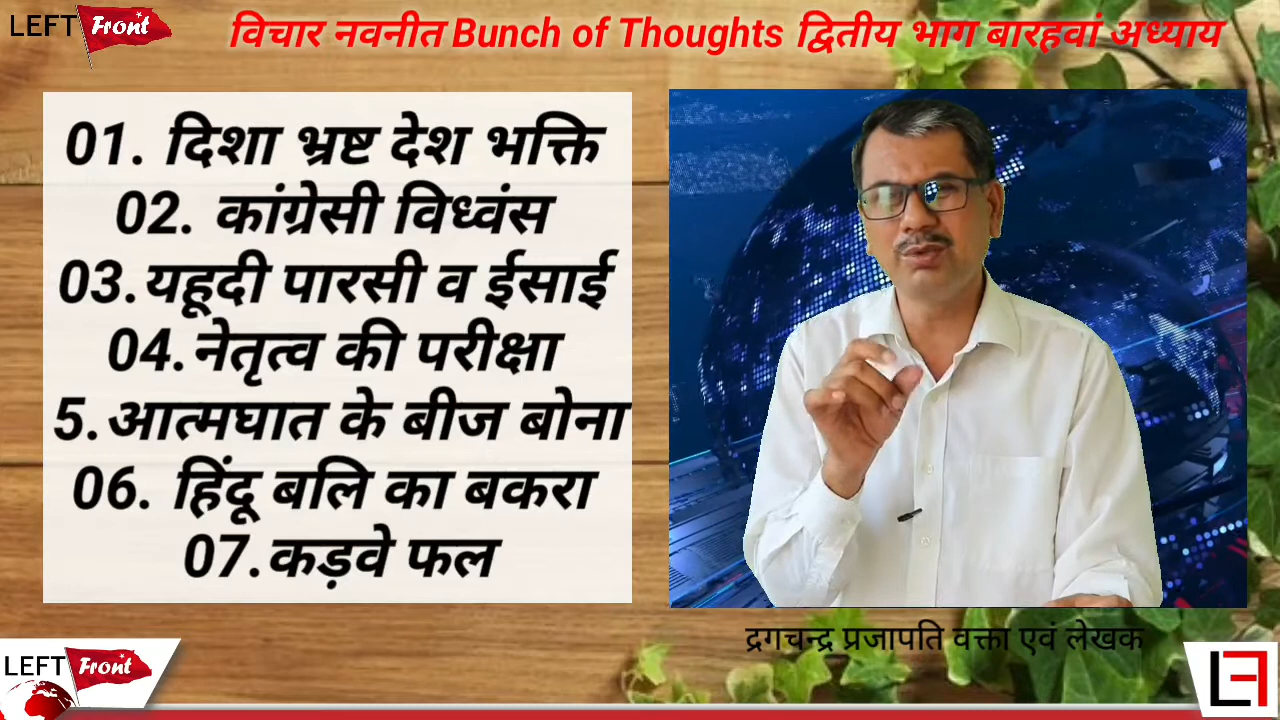 LEFT Front
विचार नवनीत Bunch of Thoughts द्वितीय भाग बारहवां अध्याय
01. दिशा भ्रष्ट देश भक्ति
02. कांग्रेसी विध्वंस
03.यहूदी पारसी व ईसाई
04.नेतृत्व की परीक्षा
5.आत्मघात के बीज बोना
06. हिंदू बलि का बकरा
07.कड़वे फल
द्रगचन्द्र प्रजापति वक्ता एवं लेखक
LEFT Front
LF